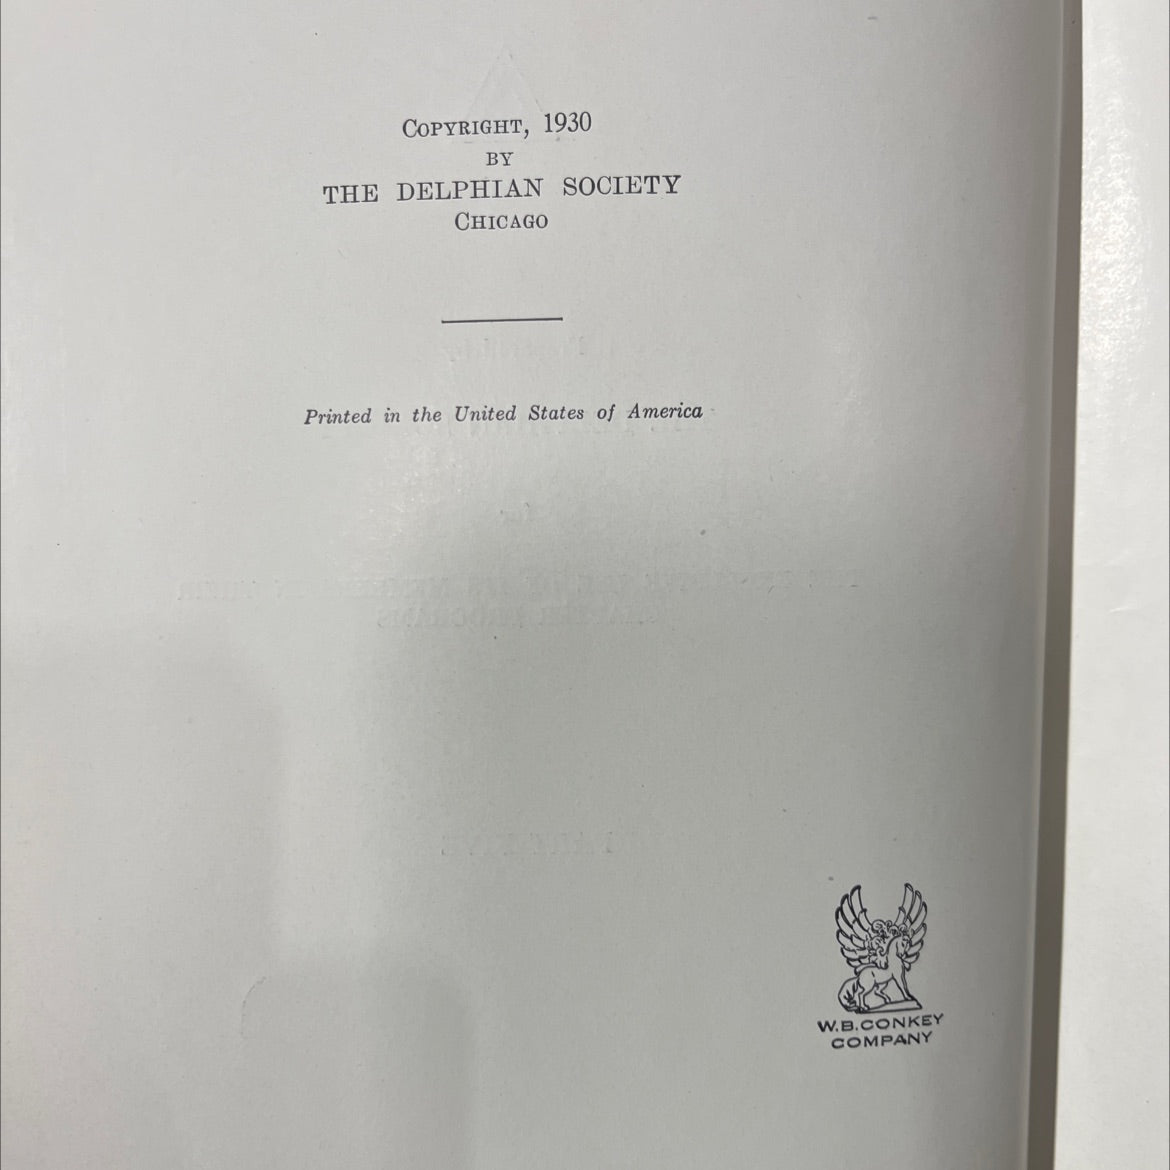 COPYRIGHT, 1930
BY
THE DELPHIAN SOCIETY
CHICAGO
Printed in the United States of America
W.B.CONKEY
COMPANY